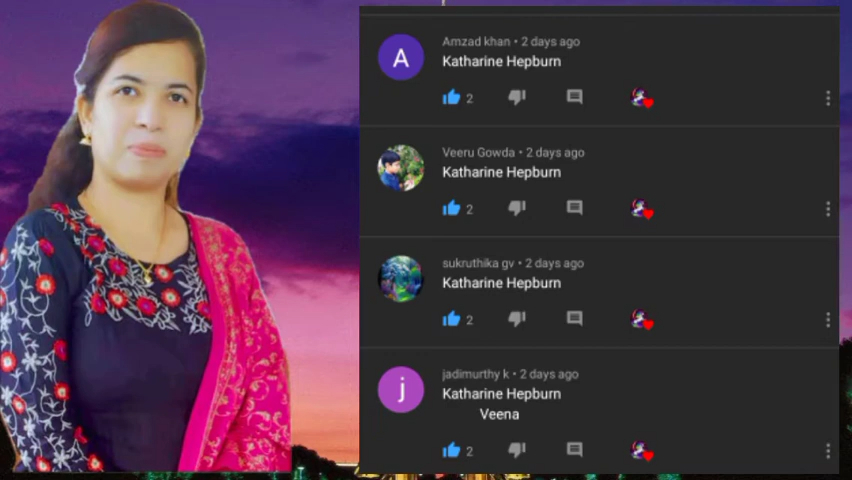 A
Amzad khan • 2 days ago
Katharine Hepburn
2
Veeru Gowda • 2 days ago
Katharine Hepburn
2
sukruthika gv • 2 days ago
Katharine Hepburn
2
j
jadimurthy k • 2 days ago
Katharine Hepburn
Veena
2